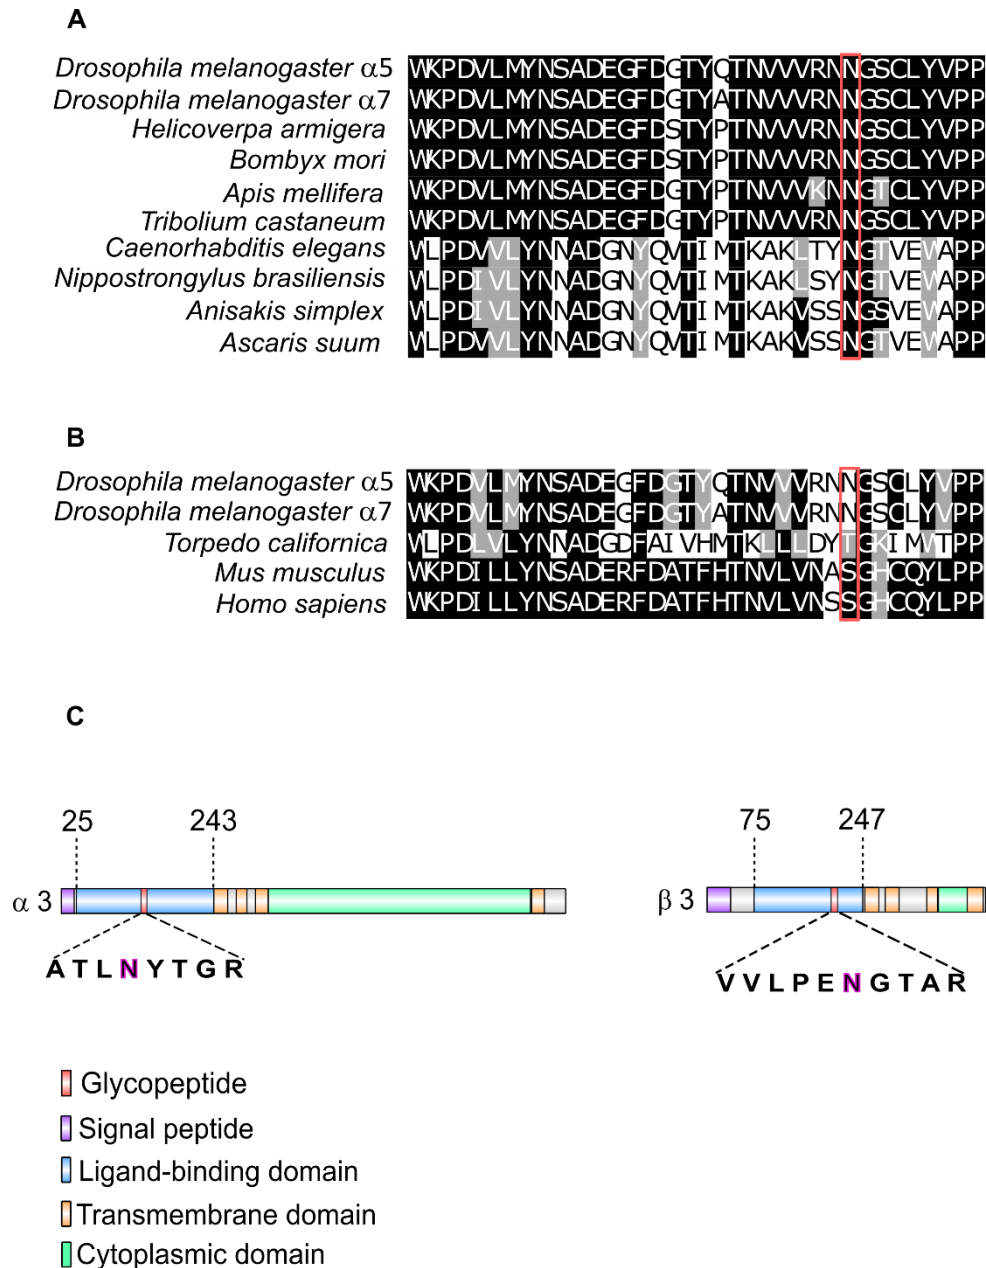 A
Drosophila melanogaster α5 WKPDVLMYNSADEGFDGTYQTNVVVRNNGSCLYVPP
Drosophila melanogaster α7 WKPDVLMYNSADEGFDGTYATNVVVRNNGSCLYVPP
Helicoverpa armigera WKPDVLMYNSADEGFDSTYPTNVVVRNNGSCLYVPP
Bombyx mori WKPDVLMYNSADEGFDSTYPTNVVVRNNGSCLYVPP
Apis mellifera WKPDVLMYNSADEGFDGTYPTNVVVKNNGTCLYVPP
Tribolium castaneum WKPDVLMYNSADEGFDGTYPTNVVVRNNGSCLYVPP
Caenorhabditis elegans WLPDVVLYNNADGNYQVTIMTKAKLTYNGTVEWAPP
Nippostrongylus brasiliensis WLPDIVLYNNADGNYQVTIMTKAKLSYNGTVEWAPP
Anisakis simplex WLPDIVLYNNADGNYQVTIMTKAKVSSNGSVEWAPP
Ascaris suum WLPDVVLYNNADGNYQVTIMTKAKVSSNGTVEWAPP
B
Drosophila melanogaster α5 WKPDVLMYNSADEGFDGTYQTNVVVRNNGSCLYVPP
Drosophila melanogaster α7 WKPDVLMYNSADEGFDGTYATNVVVRNNGSCLYVPP
Torpedo californica WLPDLVLYNNADGDFAIVHMTKLLLDYTGKIMWTPP
Mus musculus WKPDILLYNSADERFDATFHTNVLVNASGHCQYLPP
Homo sapiens WKPDILLYNSADERFDATFHTNVLVNSSGHCQYLPP
C
25 243
α 3
A T L N Y T G R
75 247
β 3
V V L P E N G T A R
Glycopeptide
Signal peptide
Ligand-binding domain
Transmembrane domain
Cytoplasmic domain